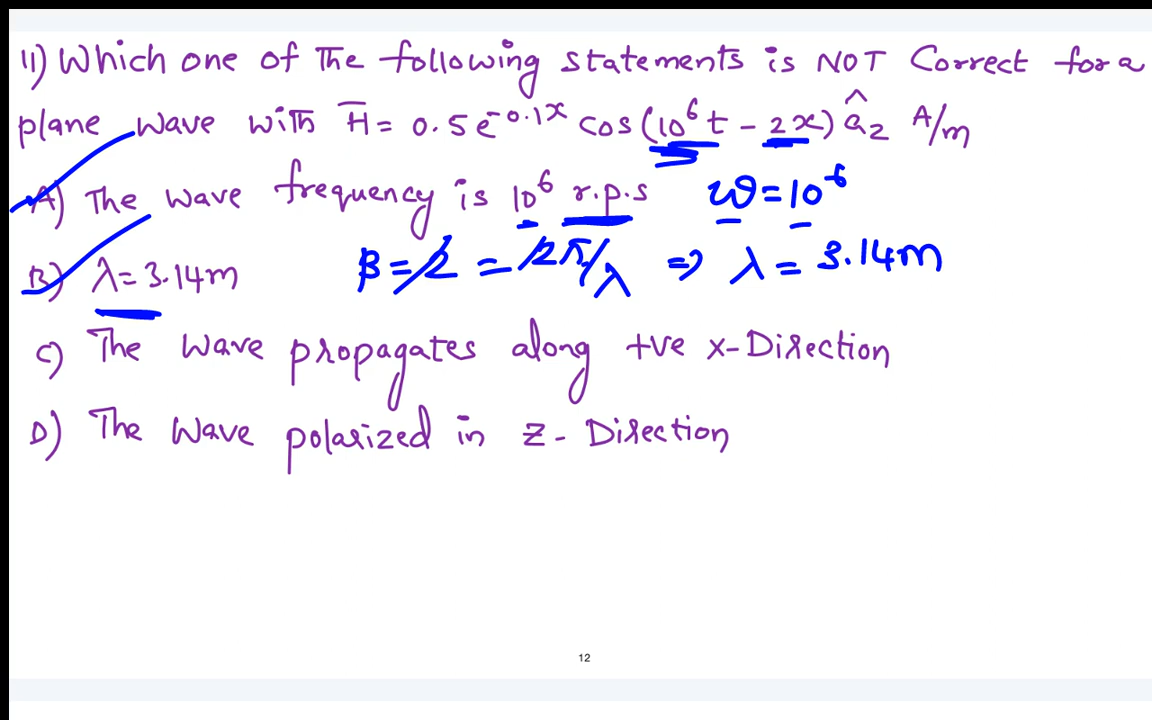 11) Which one of The following statements is NOT Correct for a
plane wave with H̅ = 0.5 e^-0.1x cos (10^6 t - 2x) â_z A/m
A) The wave frequency is 10^6 r.p.s ω = 10^6
B) λ = 3.14m β = 2 = 2π/λ ⇒ λ = 3.14m
C) The wave propagates along +ve x-Direction
D) The wave polarized in z - Direction
12